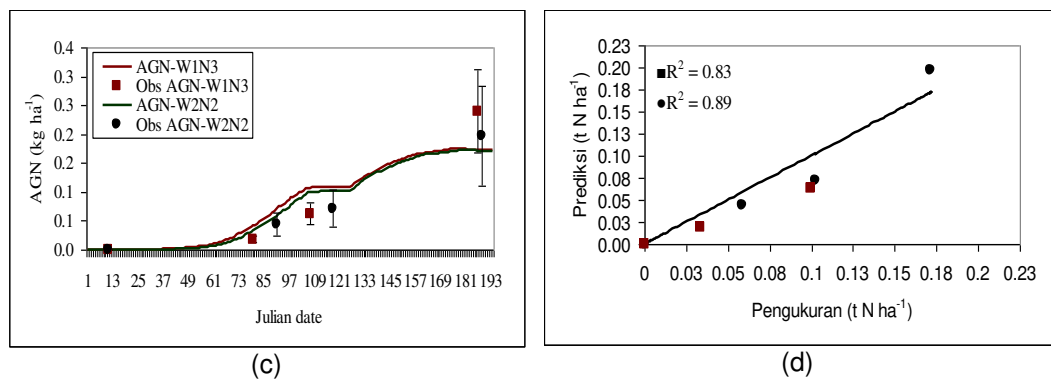 0.4
0.3
0.3
0.2
0.2
0.1
0.1
0.0
AGN (kg ha-1)
AGN-W1N3
Obs AGN-W1N3
AGN-W2N2
Obs AGN-W2N2
1 13 25 37 49 61 73 85 97 109 121 133 145 157 169 181 193
Julian date
(c)
0.23
0.20
0.18
0.15
0.13
0.10
0.08
0.05
0.03
0.00
Prediksi (t N ha-1)
R² = 0.83
R² = 0.89
0 0.03 0.05 0.08 0.1 0.13 0.15 0.18 0.2 0.23
Pengukuran (t N ha-1)
(d)